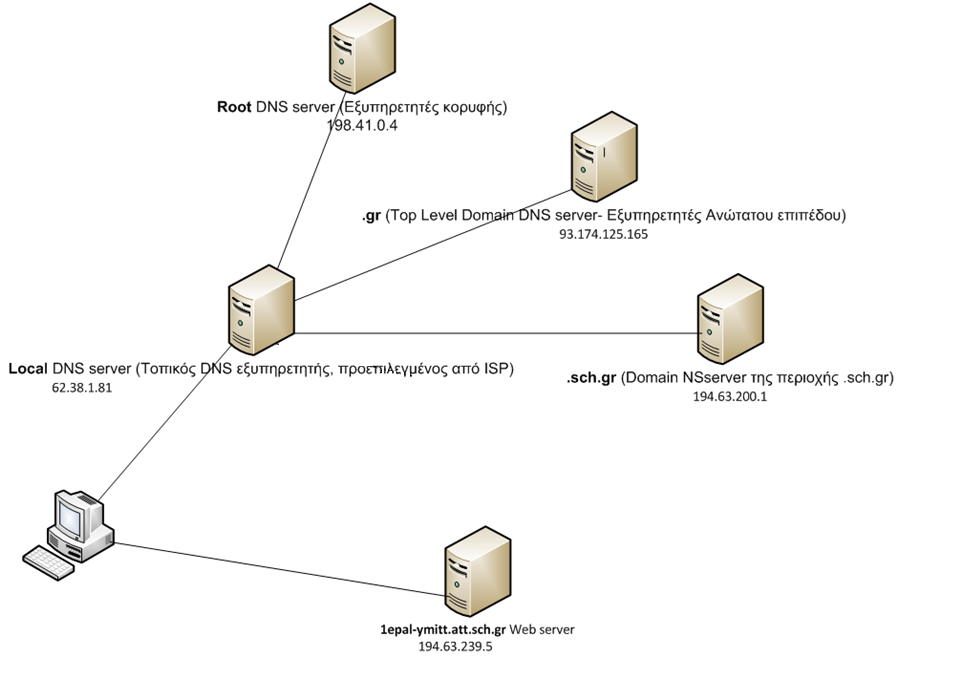 Root DNS server (Εξυπηρετητές κορυφής)
198.41.0.4
.gr (Top Level Domain DNS server- Εξυπηρετητές Ανώτατου επιπέδου)
93.174.125.165
Local DNS server (Τοπικός DNS εξυπηρετητής, προεπιλεγμένος από ISP)
62.38.1.81
.sch.gr (Domain NSserver της περιοχής .sch.gr)
194.63.200.1
1epal-ymitt.att.sch.gr Web server
194.63.239.5